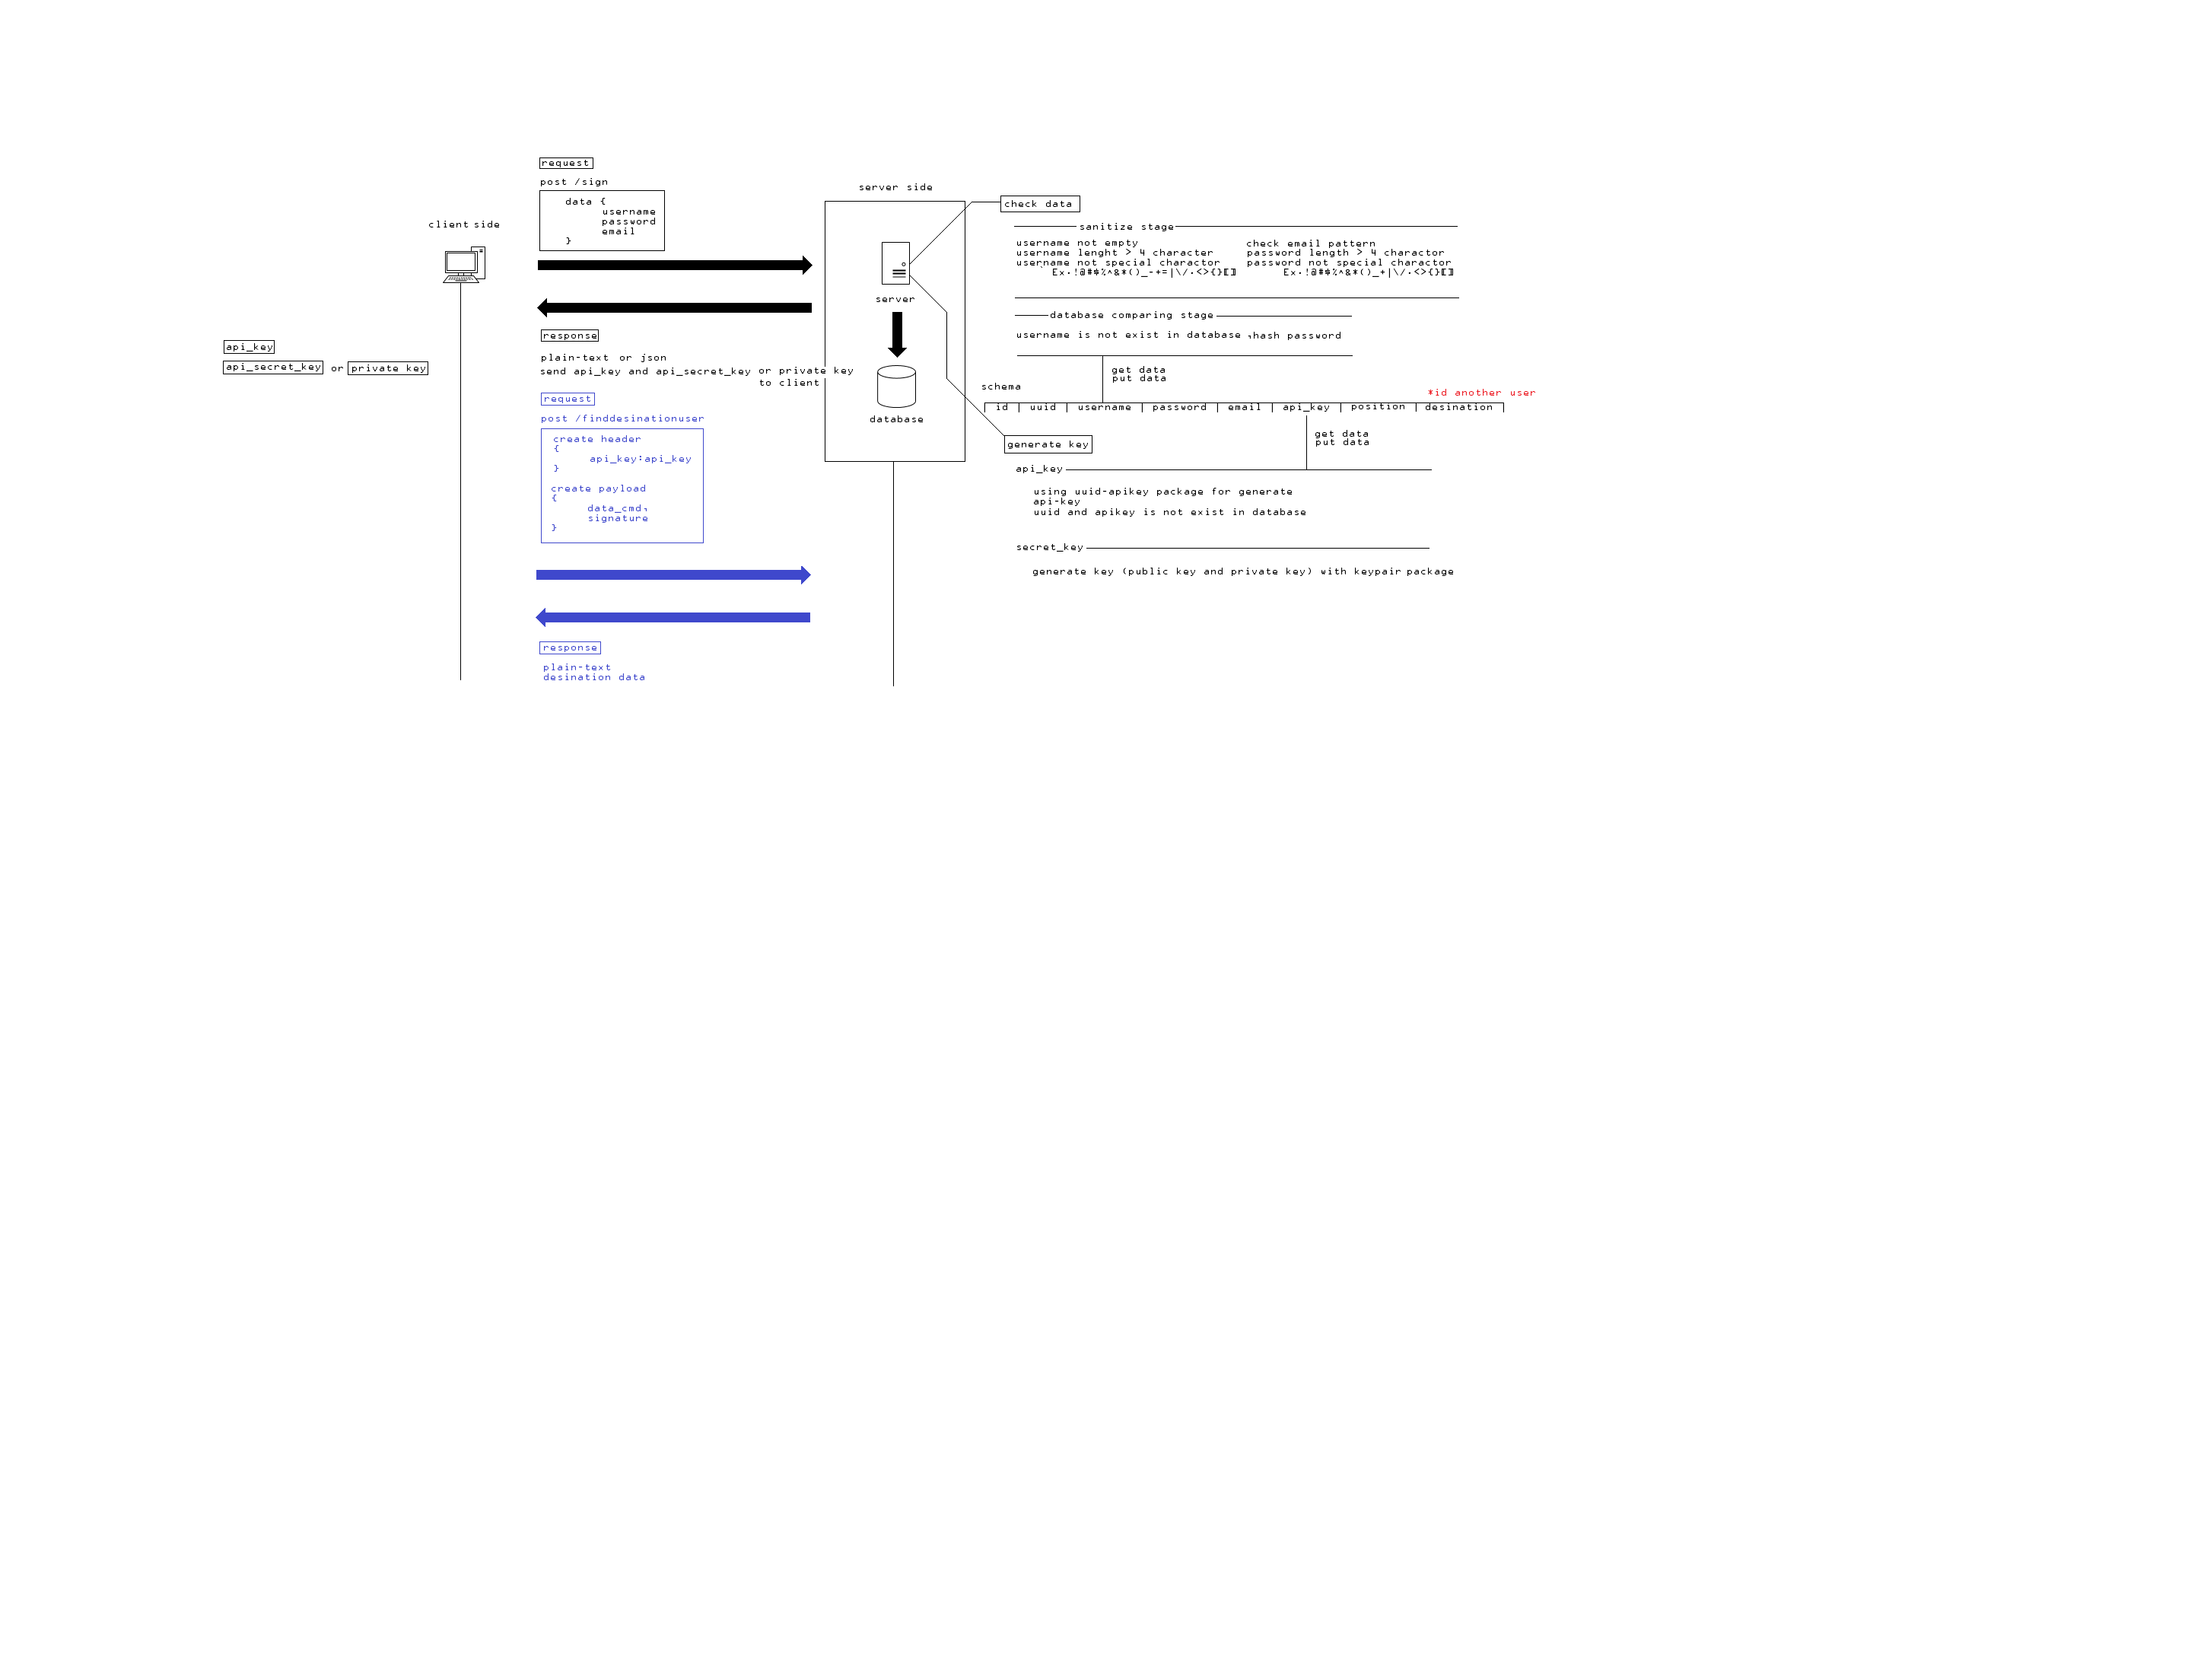 request
post /sign
data {
username
password
email
}
client side
server side
check data
sanitize stage
username not empty
username lenght > 4 character
username not special charactor
Ex.!@#$%^&*()_-+=|\/.<>{}[]
check email pattern
password length > 4 charactor
password not special charactor
Ex.!@#$%^&*()_+|\/.<>{}[]
server
database comparing stage
username is not exist in database ,hash password
response
plain-text or json
send api_key and api_secret_key or private key
to client
api_key
api_secret_key or private key
get data
put data
schema
*id another user
id uuid username password email api_key position desination
database
request
post /finddesinationuser
create header
{
api_key:api_key
}
create payload
{
data_cmd,
signature
}
get data
put data
generate key
api_key
using uuid-apikey package for generate
api-key
uuid and apikey is not exist in database
secret_key
generate key (public key and private key) with keypair package
response
plain-text
desination data